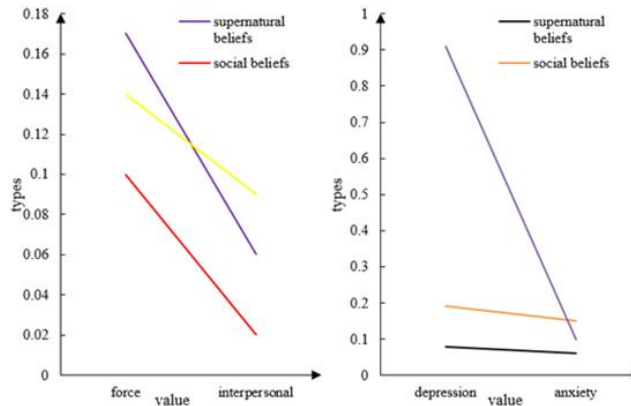 0.18
0.16
0.14
0.12
0.1
0.08
0.06
0.04
0.02
0
types
supernatural
beliefs
social beliefs
force
interpersonal
value
1
0.9
0.8
0.7
0.6
0.5
0.4
0.3
0.2
0.1
0
types
supernatural
beliefs
social beliefs
depression
anxiety
value